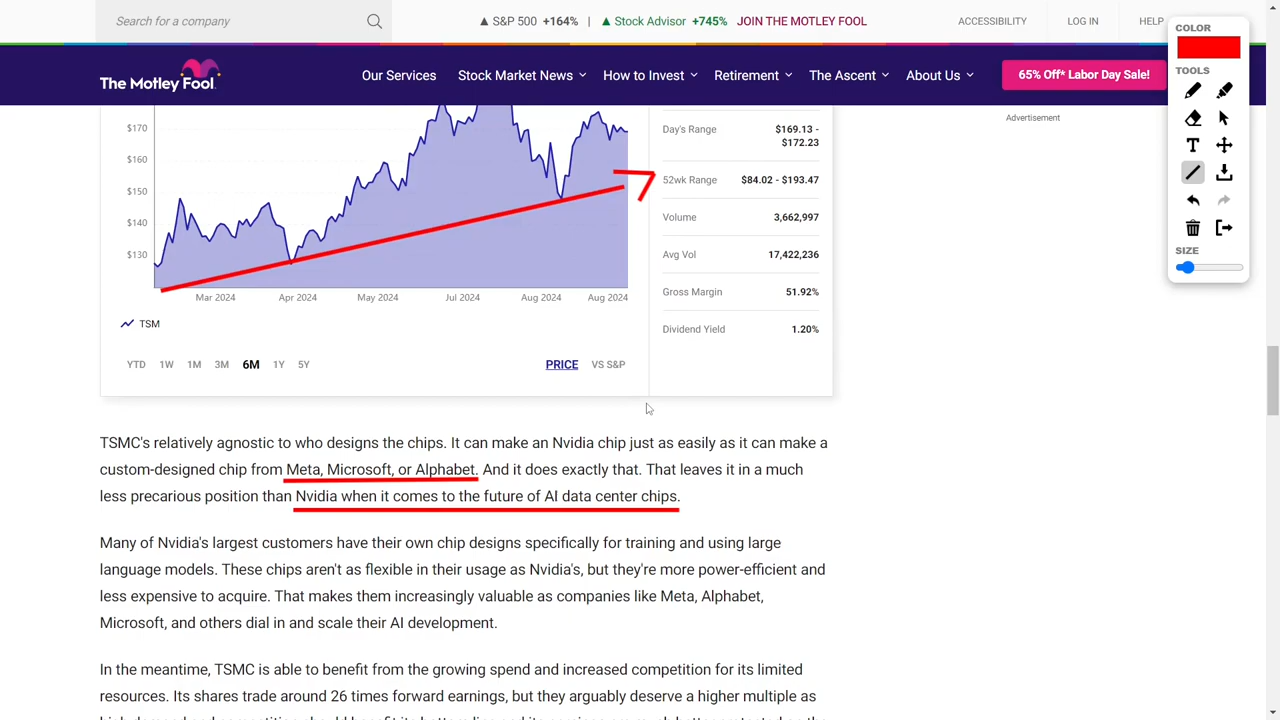 Search for a company
▲ S&P 500 +164% | ▲ Stock Advisor +745% JOIN THE MOTLEY FOOL
ACCESSIBILITY LOG IN HELP
COLOR
TOOLS
T
SIZE
The Motley Fool
Our Services Stock Market News How to Invest Retirement The Ascent About Us
65% Off* Labor Day Sale!
Advertisement
$170
$160
$150
$140
$130
Mar 2024 Apr 2024 May 2024 Jul 2024 Aug 2024 Aug 2024
TSM
YTD 1W 1M 3M 6M 1Y 5Y PRICE VS S&P
Day's Range $169.13 -
$172.23
52wk Range $84.02 - $193.47
Volume 3,662,997
Avg Vol 17,422,236
Gross Margin 51.92%
Dividend Yield 1.20%
TSMC's relatively agnostic to who designs the chips. It can make an Nvidia chip just as easily as it can make a
custom-designed chip from Meta, Microsoft, or Alphabet. And it does exactly that. That leaves it in a much
less precarious position than Nvidia when it comes to the future of AI data center chips.
Many of Nvidia's largest customers have their own chip designs specifically for training and using large
language models. These chips aren't as flexible in their usage as Nvidia's, but they're more power-efficient and
less expensive to acquire. That makes them increasingly valuable as companies like Meta, Alphabet,
Microsoft, and others dial in and scale their AI development.
In the meantime, TSMC is able to benefit from the growing spend and increased competition for its limited
resources. Its shares trade around 26 times forward earnings, but they arguably deserve a higher multiple as